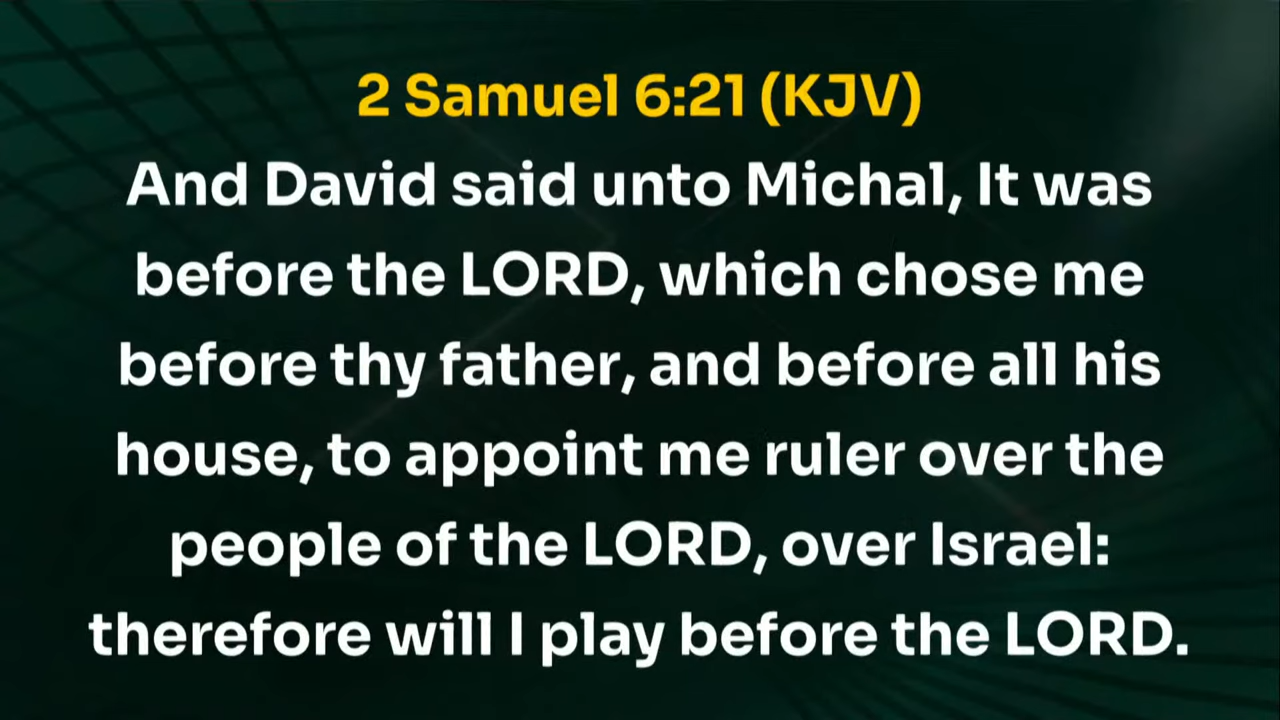 2 Samuel 6:21 (KJV)
And David said unto Michal, It was
before the LORD, which chose me
before thy father, and before all his
house, to appoint me ruler over the
people of the LORD, over Israel:
therefore will I play before the LORD.